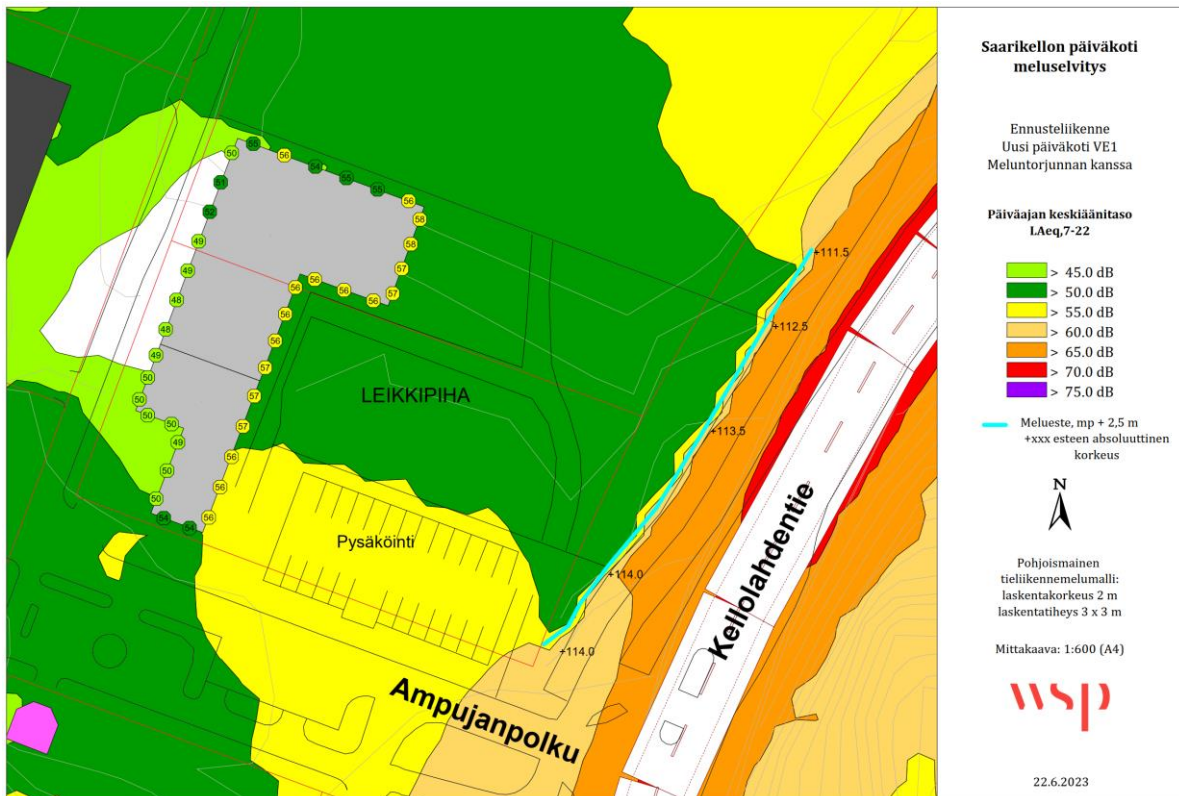 Saarikellon päiväkoti
meluselvitys
Ennusteliikenne
Uusi päiväkoti VE1
Meluntorjunnan kanssa
Päiväajan keskiäänitaso
LAeq,7-22
> 45.0 dB
> 50.0 dB
> 55.0 dB
> 60.0 dB
> 65.0 dB
> 70.0 dB
> 75.0 dB
Melueste, mp + 2,5 m
+xxx esteen absoluuttinen
korkeus
N
Pohjoismainen
tieliikennemelumalli:
laskentakorkeus 2 m
laskentatiheys 3 x 3 m
Mittakaava: 1:600 (A4)
wsp
22.6.2023
50
56
54
55
55
56
58
58
57
57
56
56
56
56
56
56
57
57
57
56
56
56
54
54
50
50
49
50
50
50
50
49
48
48
49
49
52
51
LEIKKIPIHA
Pysäköinti
Ampujanpolku
Kellolahdentie
+111.5
+112.5
+113.5
+114.0
+114.0